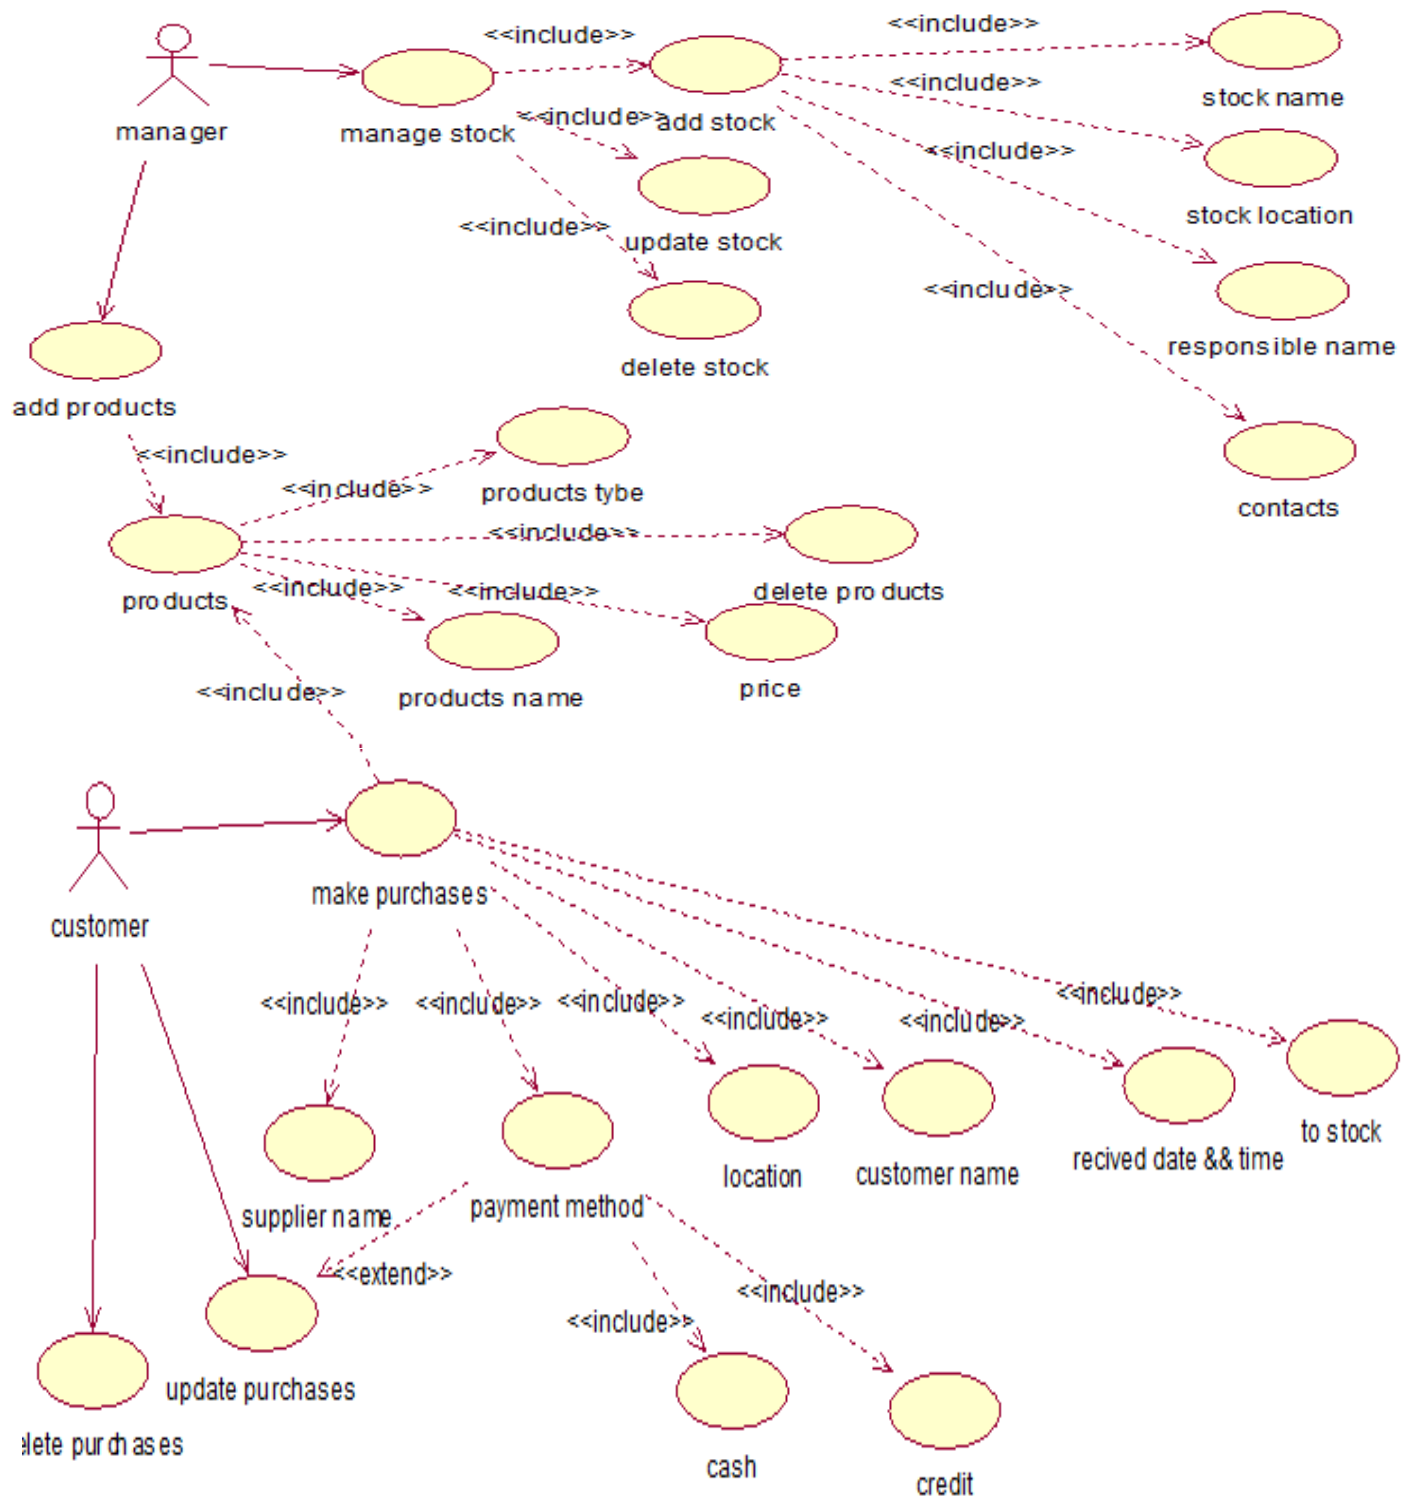 <<include>>
<<include>>
stock name
<<include>>
manager
manage stock
<<include>>
add stock
<<include>>
stock location
<<include>>
update stock
<<include>>
responsible name
delete stock
add products
<<include>>
<<include>>
products tybe
contacts
<<include>>
delete products
products
<<include>>
<<include>>
products name
price
<<include>>
make purchases
customer
<<include>>
<<include>>
<<include>>
<<include>>
<<include>>
<<include>>
to stock
recived date && time
location
customer name
supplier name
payment method
<<extend>>
<<include>>
<<include>>
update purchases
elete purchases
cash
credit